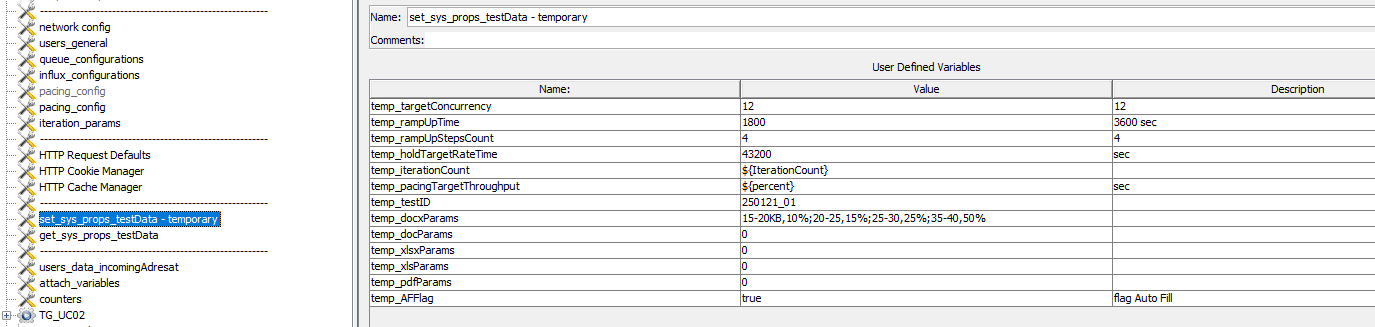 network config
users_general
queue_configurations
influx_configurations
pacing_config
pacing_config
iteration_params
HTTP Request Defaults
HTTP Cookie Manager
HTTP Cache Manager
set_sys_props_testData - temporary
get_sys_props_testData
users_data_incomingAdresat
attach_variables
counters
TG_UC02
Name: set_sys_props_testData - temporary
Comments:
User Defined Variables
Name: Value Description
temp_targetConcurrency 12 12
temp_rampUpTime 1800 3600 sec
temp_rampUpStepsCount 4 4
temp_holdTargetRateTime 43200 sec
temp_iterationCount ${IterationCount}
temp_pacingTargetThroughput ${percent} sec
temp_testID 250121_01
temp_docxParams 15-20KB,10%;20-25,15%;25-30,25%;35-40,50%
temp_docParams 0
temp_xlsxParams 0
temp_xlsParams 0
temp_pdfParams 0
temp_AFFlag true flag Auto Fill